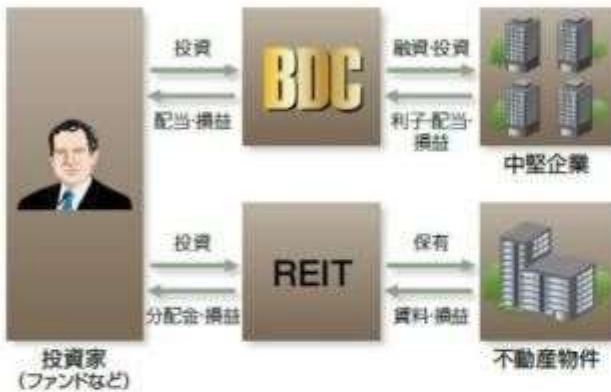 投資
BDC
融資・投資
配当・損益
利子・配当・
損益
中堅企業
投資
REIT
保有
分配金・損益
賃料・損益
投資家
(ファンドなど)
不動産物件